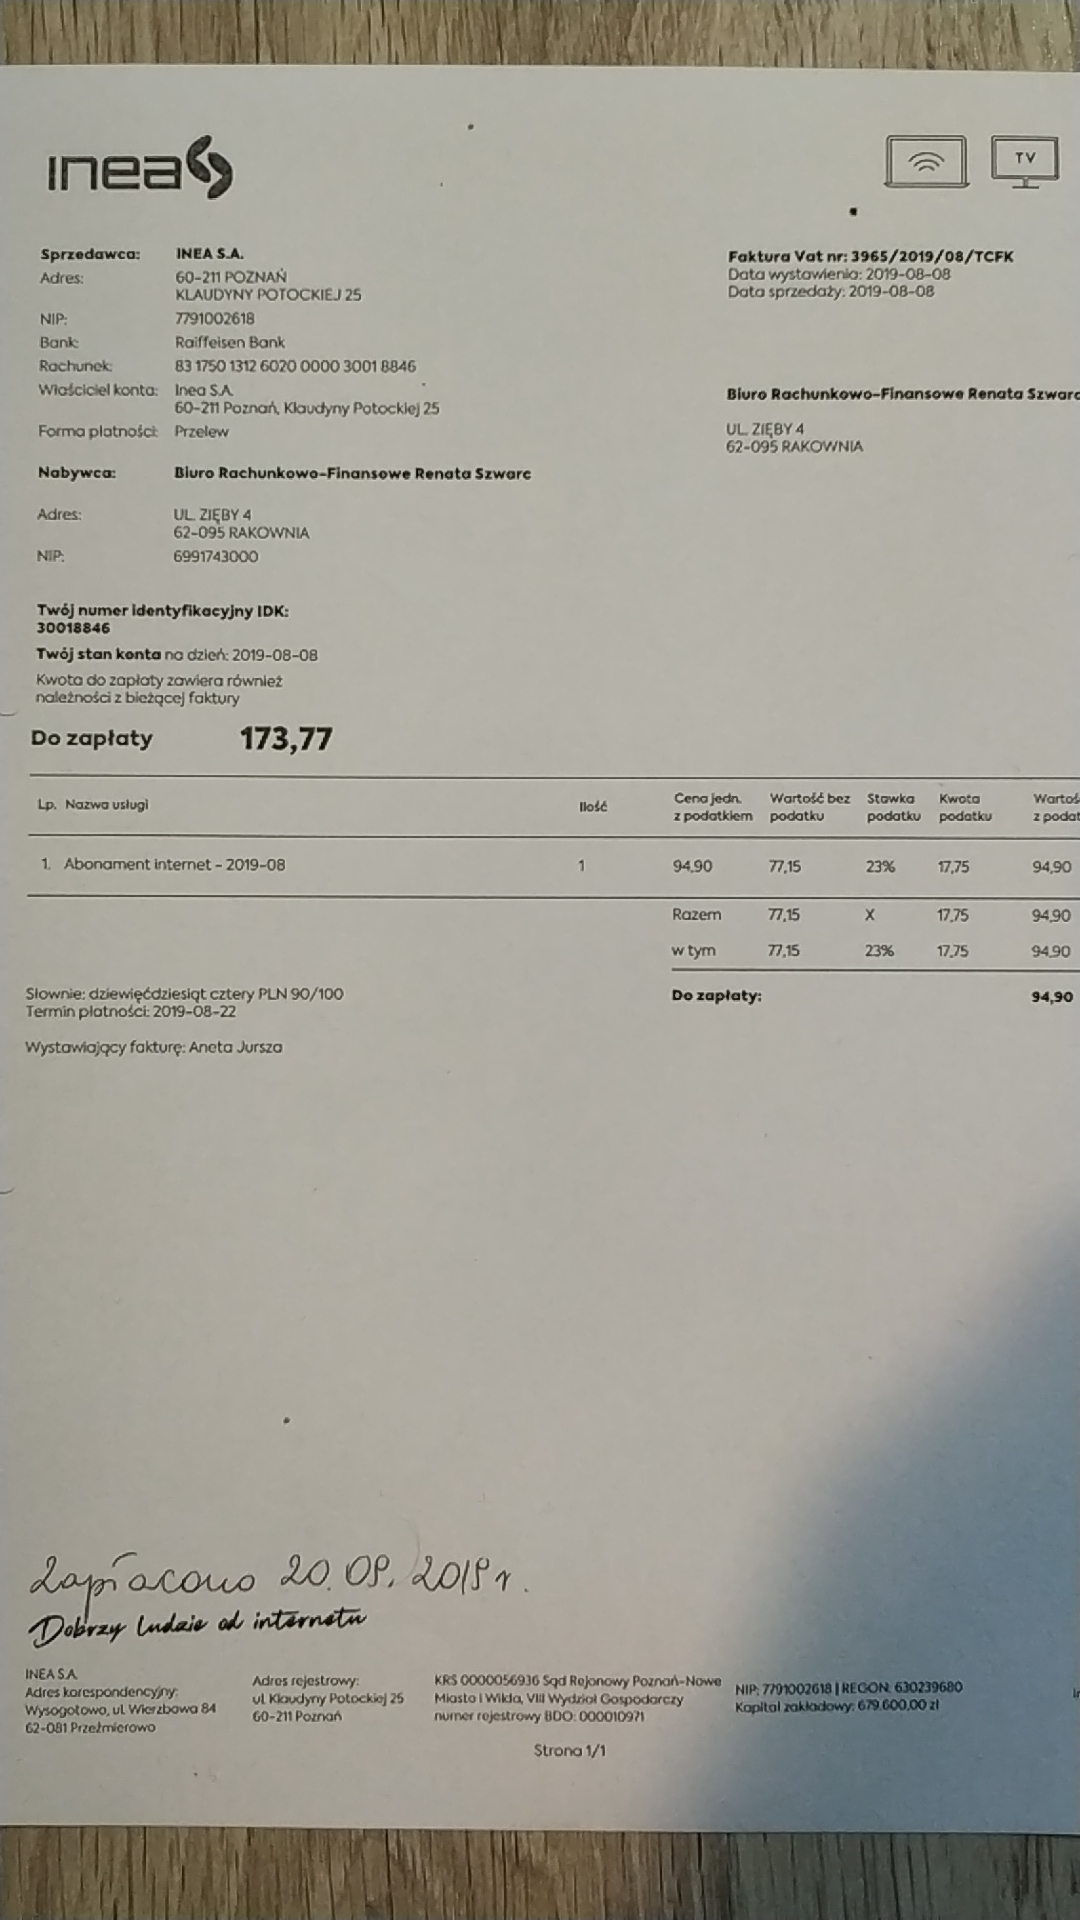 inea
TV
Sprzedawca: INEA S.A.
Adres: 60-211 POZNAŃ
KLAUDYNY POTOCKIEJ 25
NIP: 7791002618
Bank: Raiffeisen Bank
Rachunek: 83 1750 1312 6020 0000 3001 8846
Właściciel konta: Inea S.A.
60-211 Poznań, Klaudyny Potockiej 25
Forma płatności: Przelew
Faktura Vat nr: 3965/2019/08/TCFK
Data wystawienia: 2019-08-08
Data sprzedaży: 2019-08-08
Biuro Rachunkowo-Finansowe Renata Szwarc
UL. ZIĘBY 4
62-095 RAKOWNIA
Nabywca: Biuro Rachunkowo-Finansowe Renata Szwarc
Adres: UL. ZIĘBY 4
62-095 RAKOWNIA
NIP: 6991743000
Twój numer identyfikacyjny IDK:
30018846
Twój stan konta na dzień: 2019-08-08
Kwota do zapłaty zawiera również
należności z bieżącej faktury
Do zapłaty 173,77
Lp. Nazwa usługi Ilość Cena jedn. z podatkiem Wartość bez podatku Stawka podatku Kwota podatku Wartoś z podat
1. Abonament internet - 2019-08 1 94,90 77,15 23% 17,75 94,90
Razem 77,15 X 17,75 94,90
w tym 77,15 23% 17,75 94,90
Do zapłaty: 94,90
Słownie: dziewięćdziesiąt cztery PLN 90/100
Termin płatności: 2019-08-22
Wystawiający fakturę: Aneta Jursza
Zapłacono 20.09.2019 r.
Dobrzy ludzie od internetu
INEA S.A.
Adres korespondencyjny:
Wysogotowo, ul. Wierzbowa 84
62-081 Przeźmierowo
Adres rejestrowy:
ul. Klaudyny Potockiej 25
60-211 Poznań
KRS 0000056936 Sąd Rejonowy Poznań-Nowe
Miasto i Wilda, VIII Wydział Gospodarczy
numer rejestrowy BDO: 000010971
NIP: 7791002618 | REGON: 630239680
Kapitał zakładowy: 679.600,00 zł
Strona 1/1